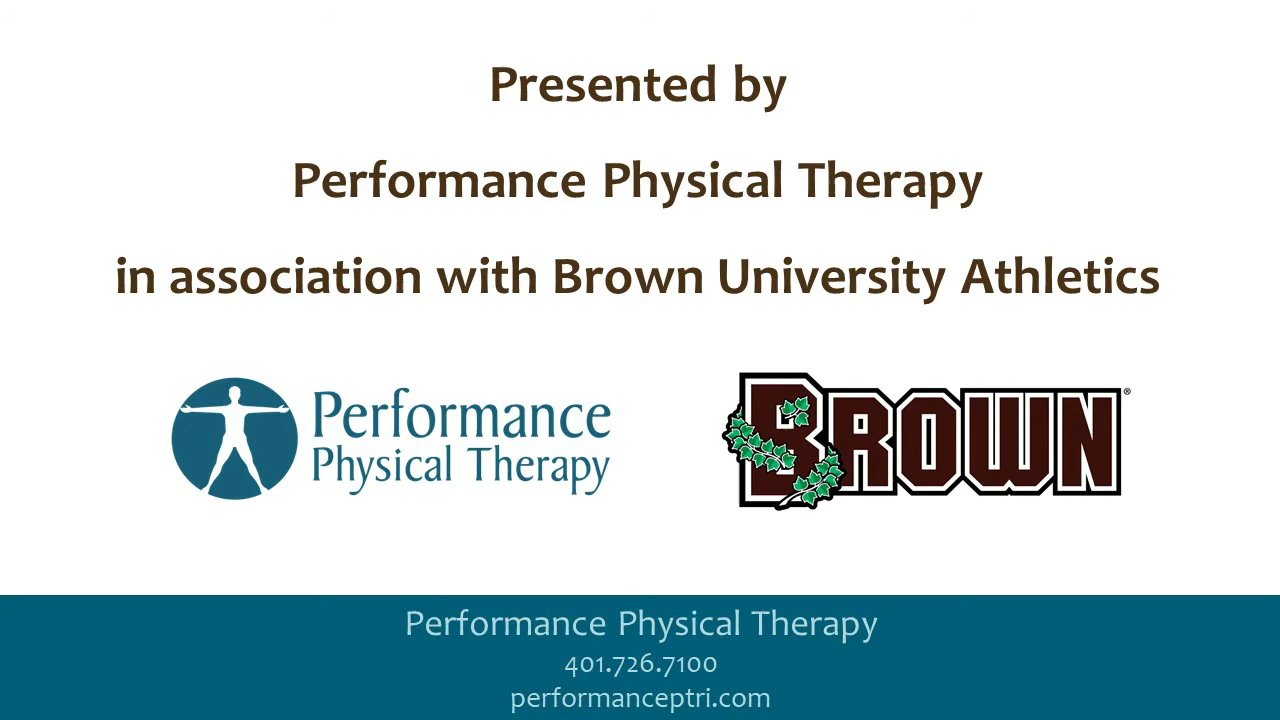 Presented by
Performance Physical Therapy
in association with Brown University Athletics
Performance
Physical Therapy
BROWN®
Performance Physical Therapy
401.726.7100
performanceptri.com